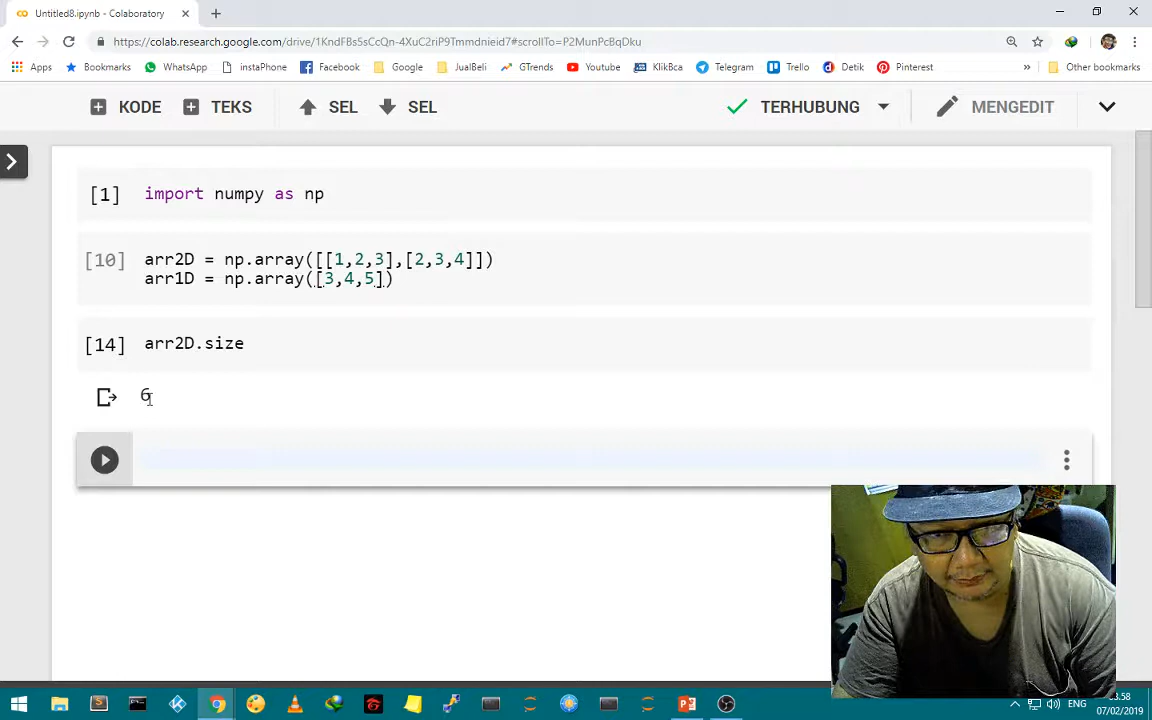 Untitled8.ipynb - Colaboratory
https://colab.research.google.com/drive/1KndFBs5sCcQn-4XuC2riP9Tmmdnieid7#scrollTo=P2MunPcBqDku
Apps Bookmarks WhatsApp instaPhone Facebook Google JualBeli GTrends Youtube KlikBca Telegram Trello Detik Pinterest » Other bookmarks
KODE TEKS SEL SEL TERHUBUNG MENGEDIT
[1] import numpy as np
[10] arr2D = np.array([[1,2,3],[2,3,4]])
arr1D = np.array([3,4,5])
[14] arr2D.size
6
ENG
07/02/2019